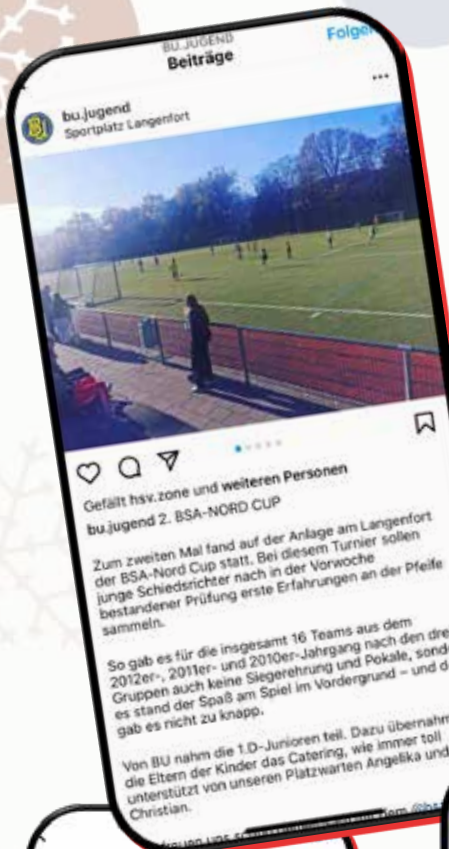 BU.JUGEND
Beiträge
Folgen
bu.jugend
Sportplatz Langenfort
Gefällt hsv.zone und weiteren Personen
bu.jugend 2. BSA-NORD CUP
Zum zweiten Mal fand auf der Anlage am Langenfort
der BSA-Nord Cup statt. Bei diesem Turnier sollen
junge Schiedsrichter nach in der Vorwoche
bestandener Prüfung erste Erfahrungen an der Pfeife
sammeln.
So gab es für die insgesamt 16 Teams aus dem
2012er-, 2011er- und 2010er-Jahrgang nach den drei
Gruppen auch keine Siegerehrung und Pokale, sond
es stand der Spaß am Spiel im Vordergrund – und d
gab es nicht zu knapp.
Von BU nahm die 1.D-Junioren teil. Dazu übernahm
die Eltern der Kinder das Catering, wie immer toll
unterstützt von unseren Platzwarten Angelika und
Christian.